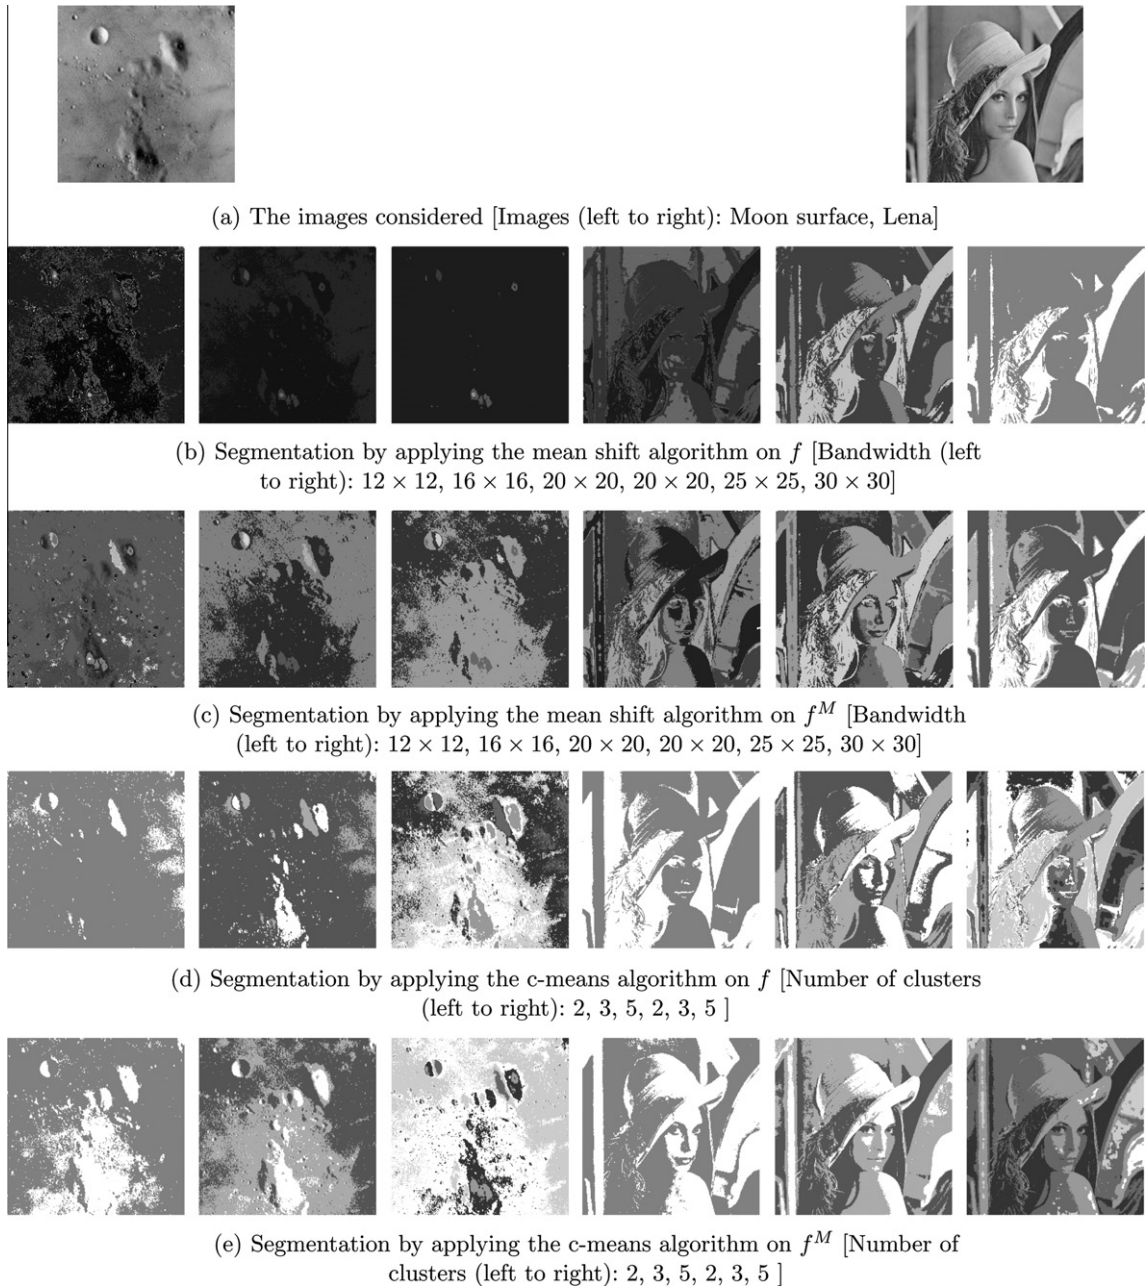 (a) The images considered [Images (left to right): Moon surface, Lena]
(b) Segmentation by applying the mean shift algorithm on f [Bandwidth (left
to right): 12 × 12, 16 × 16, 20 × 20, 20 × 20, 25 × 25, 30 × 30]
(c) Segmentation by applying the mean shift algorithm on f^M [Bandwidth
(left to right): 12 × 12, 16 × 16, 20 × 20, 20 × 20, 25 × 25, 30 × 30]
(d) Segmentation by applying the c-means algorithm on f [Number of clusters
(left to right): 2, 3, 5, 2, 3, 5 ]
(e) Segmentation by applying the c-means algorithm on f^M [Number of
clusters (left to right): 2, 3, 5, 2, 3, 5 ]